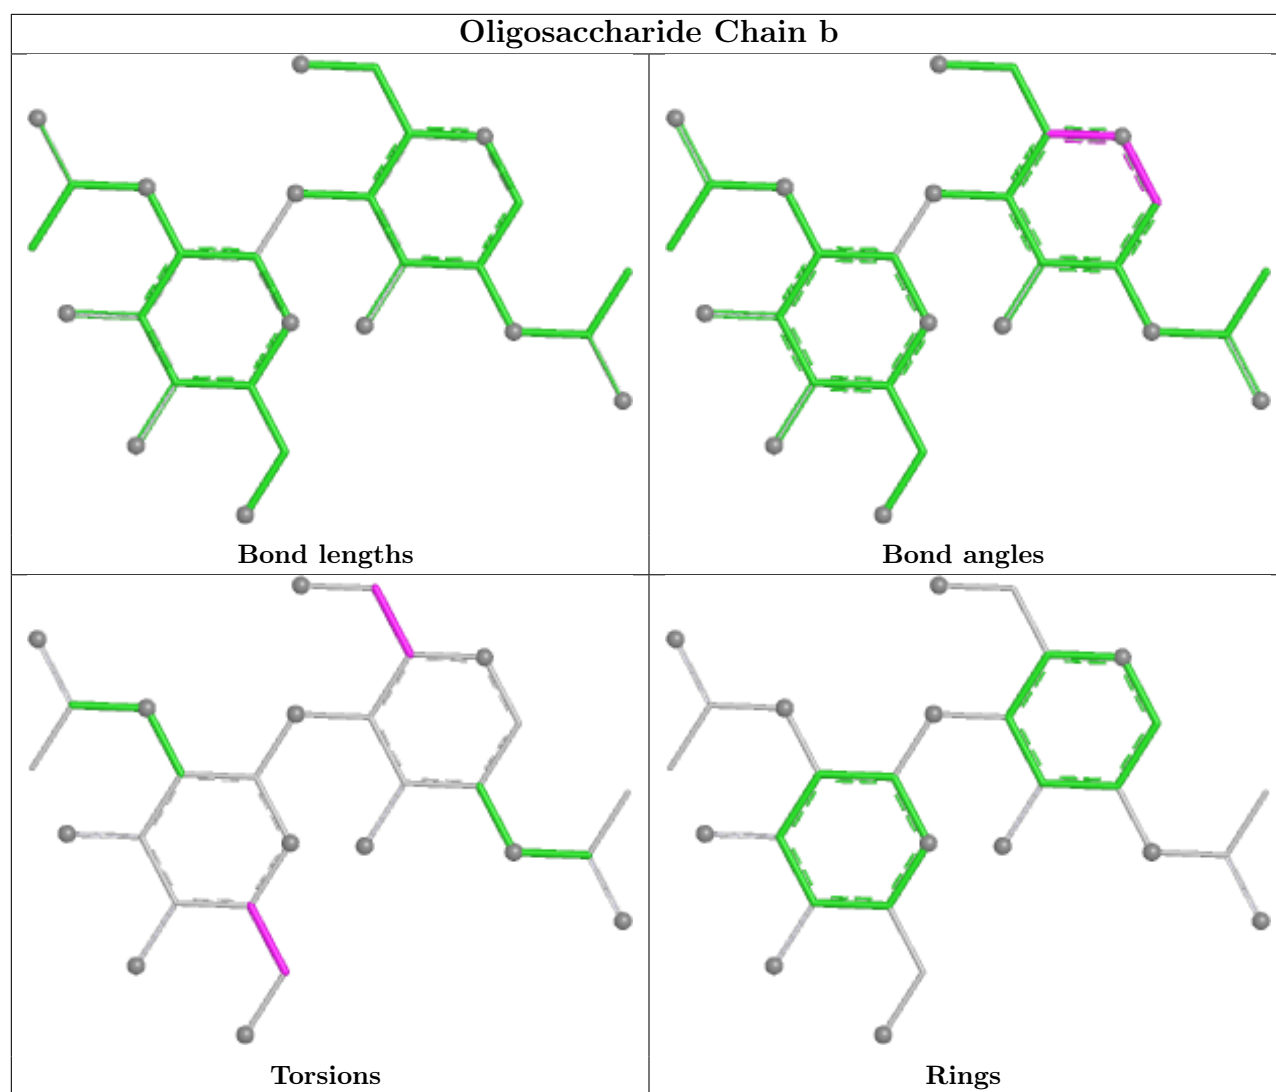 Oligosaccharide Chain b
Bond lengths
Bond angles
Torsions
Rings